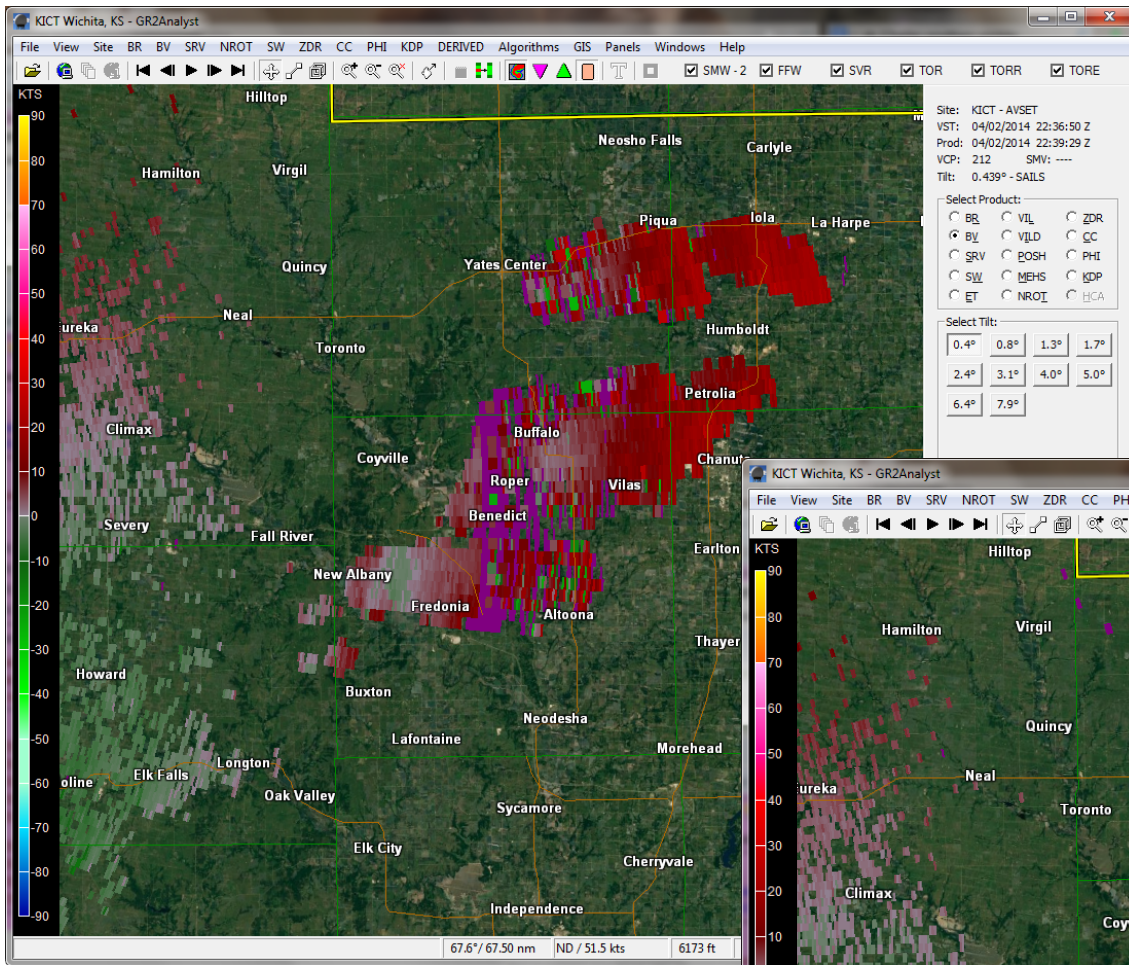 KICT Wichita, KS - GR2Analyst
File View Site BR BV SRV NROT SW ZDR CC PHI KDP DERIVED Algorithms GIS Panels Windows Help
SMW - 2 FFW SVR TOR TORR TORE
KTS
90
80
70
60
50
40
30
20
10
0
-10
-20
-30
-40
-50
-60
-70
-80
-90
Hilltop
Neosho Falls
Carlyle
Hamilton
Virgil
Piqua
Iola
La Harpe
Quincy
Yates Center
Neal
Eureka
Toronto
Humboldt
Petrolia
Climax
Buffalo
Coyville
Chanute
Roper
Vilas
Benedict
Severy
Fall River
Earlton
New Albany
Fredonia
Altoona
Thayer
Howard
Buxton
Neodesha
Lafontaine
Morehead
Longton
Elk Falls
oline
Oak Valley
Sycamore
Elk City
Cherryvale
Independence
67.6°/ 67.50 nm ND / 51.5 kts 6173 ft
Site: KICT - AVSET
VST: 04/02/2014 22:36:50 Z
Prod: 04/02/2014 22:39:29 Z
VCP: 212 SMV: ----
Tilt: 0.439° - SAILS
Select Product:
BR VIL ZDR
BV VILD CC
SRV POSH PHI
SW MEHS KDP
ET NROT HCA
Select Tilt:
0.4° 0.8° 1.3° 1.7°
2.4° 3.1° 4.0° 5.0°
6.4° 7.9°
KICT Wichita, KS - GR2Analyst
File View Site BR BV SRV NROT SW ZDR CC PH
KTS
90
80
70
60
50
40
30
20
10
Hilltop
Hamilton
Virgil
Quincy
Neal
Eureka
Toronto
Climax
Coyv